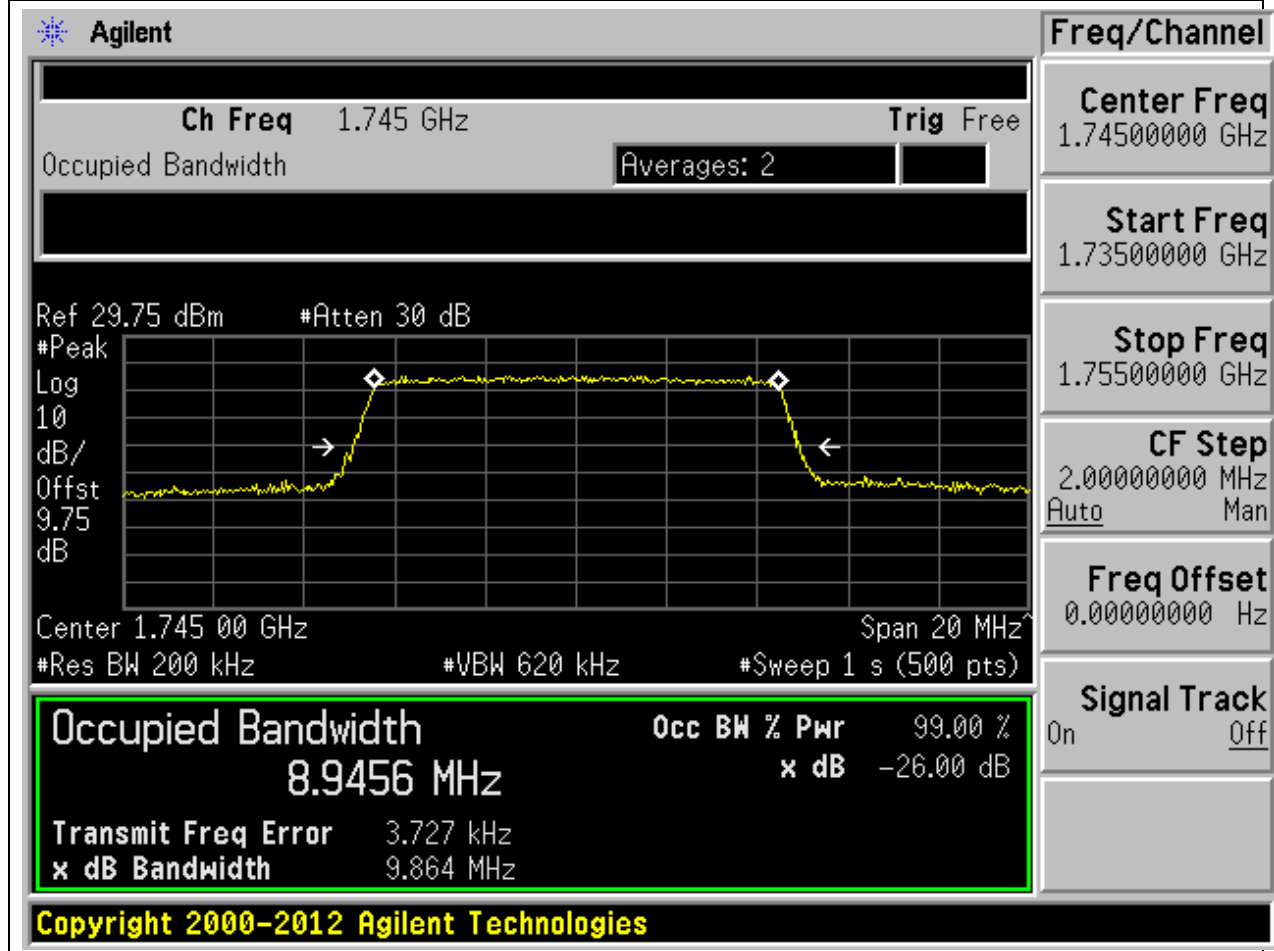 Agilent
Freq/Channel
Ch Freq 1.745 GHz Trig Free
Occupied Bandwidth Averages: 2
Ref 29.75 dBm #Atten 30 dB
#Peak
Log
10
dB/
Offst
9.75
dB
Center 1.745 00 GHz Span 20 MHz^
#Res BW 200 kHz #VBW 620 kHz #Sweep 1 s (500 pts)
Occupied Bandwidth Occ BW % Pwr 99.00 %
8.9456 MHz x dB -26.00 dB
Transmit Freq Error 3.727 kHz
x dB Bandwidth 9.864 MHz
Center Freq
1.74500000 GHz
Start Freq
1.73500000 GHz
Stop Freq
1.75500000 GHz
CF Step
2.00000000 MHz
Auto Man
Freq Offset
0.00000000 Hz
Signal Track
On Off
Copyright 2000-2012 Agilent Technologies